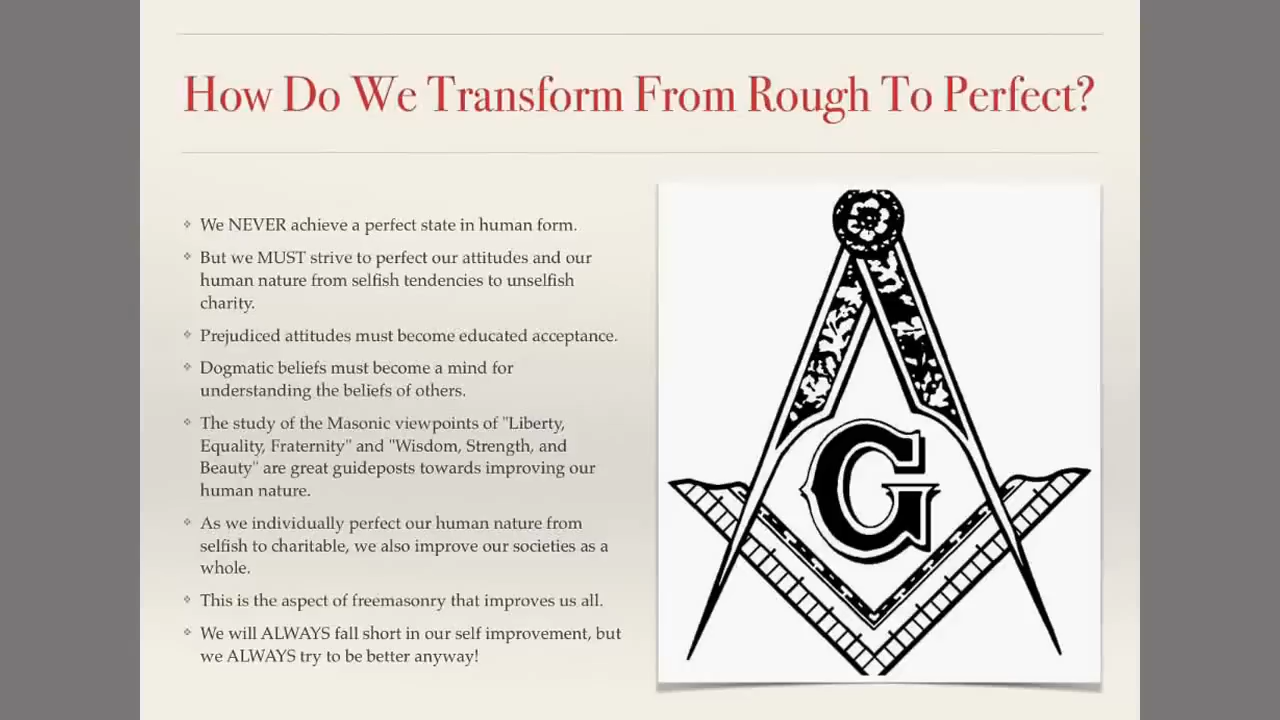 How Do We Transform From Rough To Perfect?
We NEVER achieve a perfect state in human form.
But we MUST strive to perfect our attitudes and our
human nature from selfish tendencies to unselfish
charity.
Prejudiced attitudes must become educated acceptance.
Dogmatic beliefs must become a mind for
understanding the beliefs of others.
The study of the Masonic viewpoints of "Liberty,
Equality, Fraternity" and "Wisdom, Strength, and
Beauty" are great guideposts towards improving our
human nature.
As we individually perfect our human nature from
selfish to charitable, we also improve our societies as a
whole.
This is the aspect of freemasonry that improves us all.
We will ALWAYS fall short in our self improvement, but
we ALWAYS try to be better anyway!
G